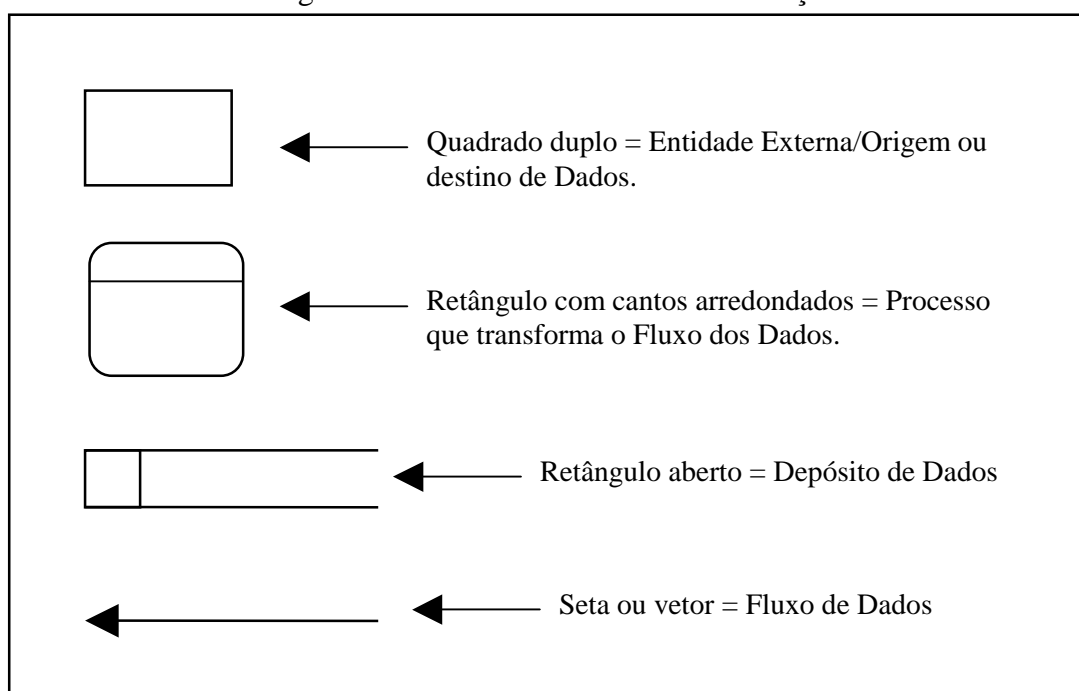 Quadrado duplo = Entidade Externa/Origem ou
destino de Dados.
Retângulo com cantos arredondados = Processo
que transforma o Fluxo dos Dados.
Retângulo aberto = Depósito de Dados
Seta ou vetor = Fluxo de Dados